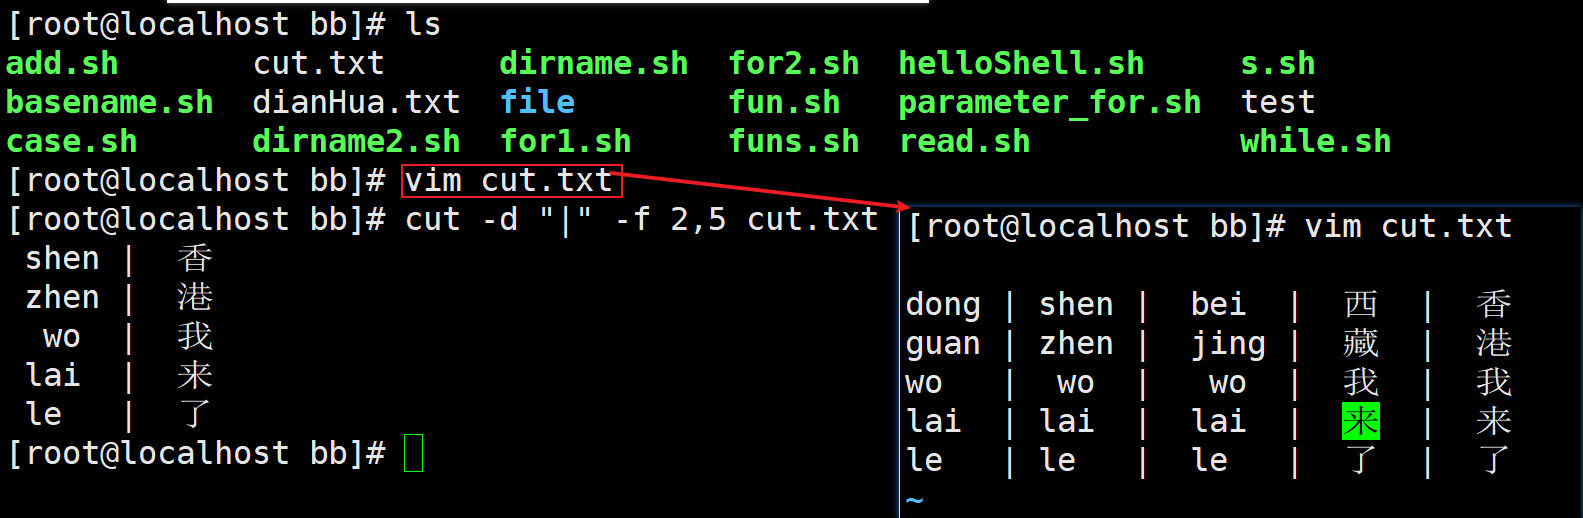 [root@localhost bb]# ls
add.sh cut.txt dirname.sh for2.sh helloShell.sh s.sh
basename.sh dianHua.txt file fun.sh parameter_for.sh test
case.sh dirname2.sh for1.sh funs.sh read.sh while.sh
[root@localhost bb]# vim cut.txt
[root@localhost bb]# cut -d "|" -f 2,5 cut.txt
shen | 香
zhen | 港
wo | 我
lai | 来
le | 了
[root@localhost bb]#
[root@localhost bb]# vim cut.txt
dong | shen | bei | 西 | 香
guan | zhen | jing | 藏 | 港
wo | wo | wo | 我 | 我
lai | lai | lai | 来 | 来
le | le | le | 了 | 了
~